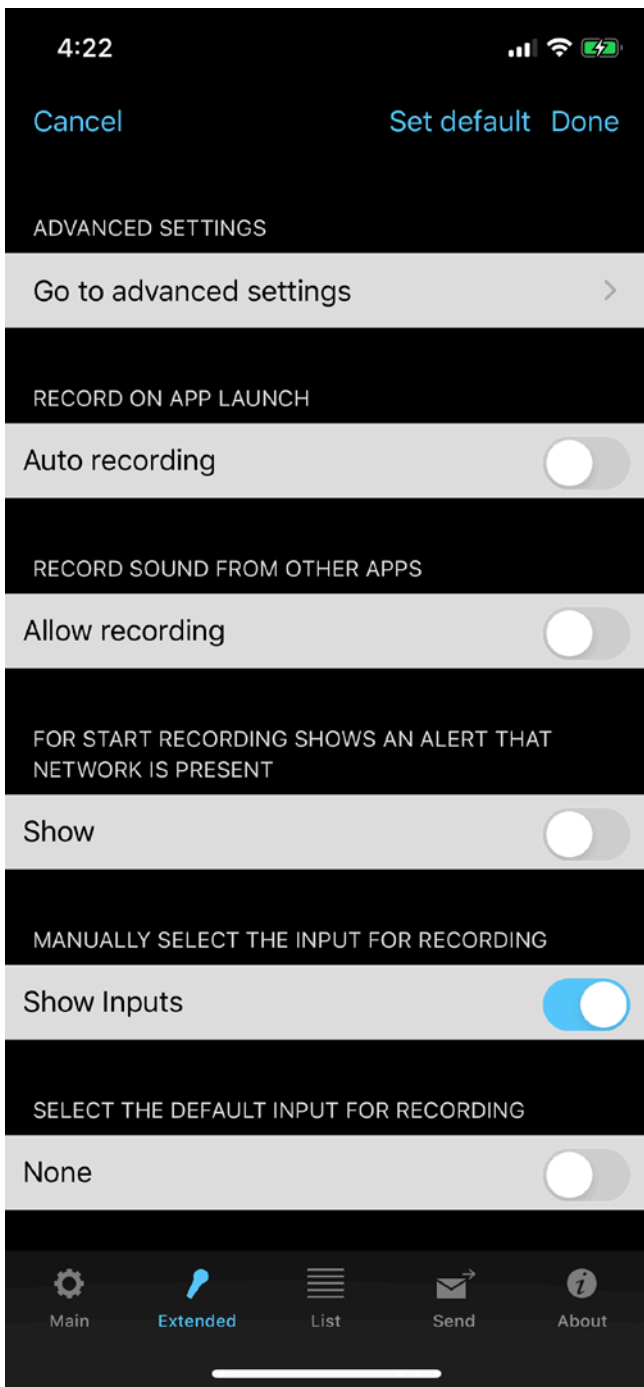 4:22
Cancel Set default Done
ADVANCED SETTINGS
Go to advanced settings
RECORD ON APP LAUNCH
Auto recording
RECORD SOUND FROM OTHER APPS
Allow recording
FOR START RECORDING SHOWS AN ALERT THAT
NETWORK IS PRESENT
Show
MANUALLY SELECT THE INPUT FOR RECORDING
Show Inputs
SELECT THE DEFAULT INPUT FOR RECORDING
None
Main Extended List Send About